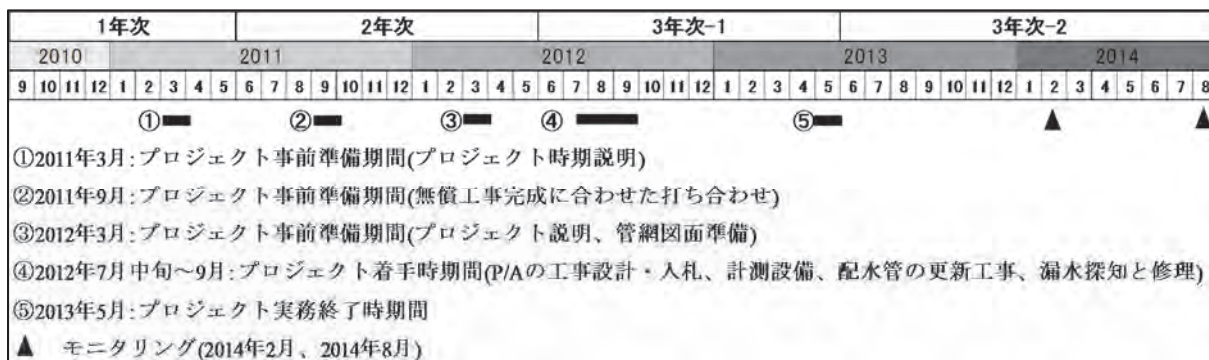 1年次 2年次 3年次-1 3年次-2
2010 2011 2012 2013 2014
9 10 11 12 1 2 3 4 5 6 7 8 9 10 11 12 1 2 3 4 5 6 7 8 9 10 11 12 1 2 3 4 5 6 7 8 9 10 11 12 1 2 3 4 5 6 7 8
① ② ③ ④ ⑤ ▲ ▲
①2011年3月:プロジェクト事前準備期間(プロジェクト時期説明)
②2011年9月:プロジェクト事前準備期間(無償工事完成に合わせた打ち合わせ)
③2012年3月:プロジェクト事前準備期間(プロジェクト説明、管網図面準備)
④2012年7月中旬～9月:プロジェクト着手時期間(P/Aの工事設計・入札、計測設備、配水管の更新工事、漏水探知と修理)
⑤2013年5月:プロジェクト実務終了時期間
▲ モニタリング(2014年2月、2014年8月)